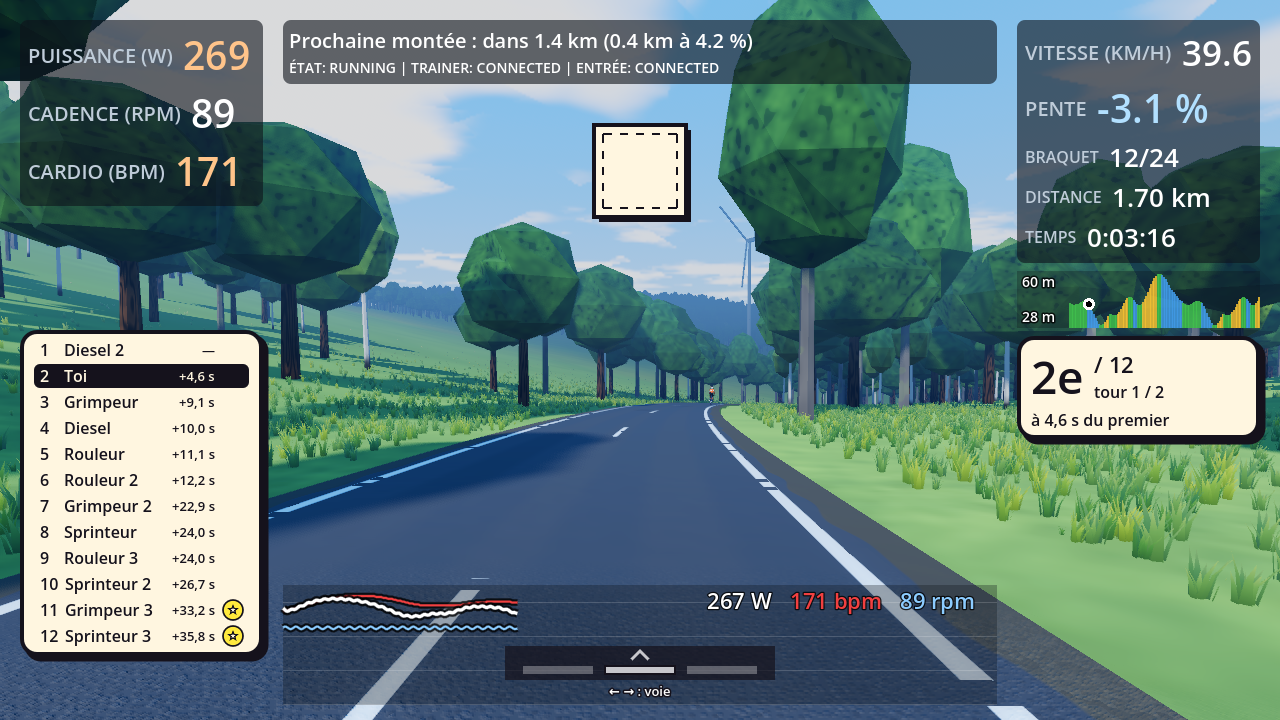 PUISSANCE (W) 269
CADENCE (RPM) 89
CARDIO (BPM) 171
Prochaine montée : dans 1.4 km (0.4 km à 4.2 %)
ÉTAT: RUNNING | TRAINER: CONNECTED | ENTRÉE: CONNECTED
VITESSE (KM/H) 39.6
PENTE -3.1 %
BRAQUET 12/24
DISTANCE 1.70 km
TEMPS 0:03:16
60 m
28 m
2e / 12
tour 1 / 2
à 4,6 s du premier
1 Diesel 2 —
2 Toi +4,6 s
3 Grimpeur +9,1 s
4 Diesel +10,0 s
5 Rouleur +11,1 s
6 Rouleur 2 +12,2 s
7 Grimpeur 2 +22,9 s
8 Sprinteur +24,0 s
9 Rouleur 3 +24,0 s
10 Sprinteur 2 +26,7 s
11 Grimpeur 3 +33,2 s
12 Sprinteur 3 +35,8 s
267 W 171 bpm 89 rpm
← → : voie